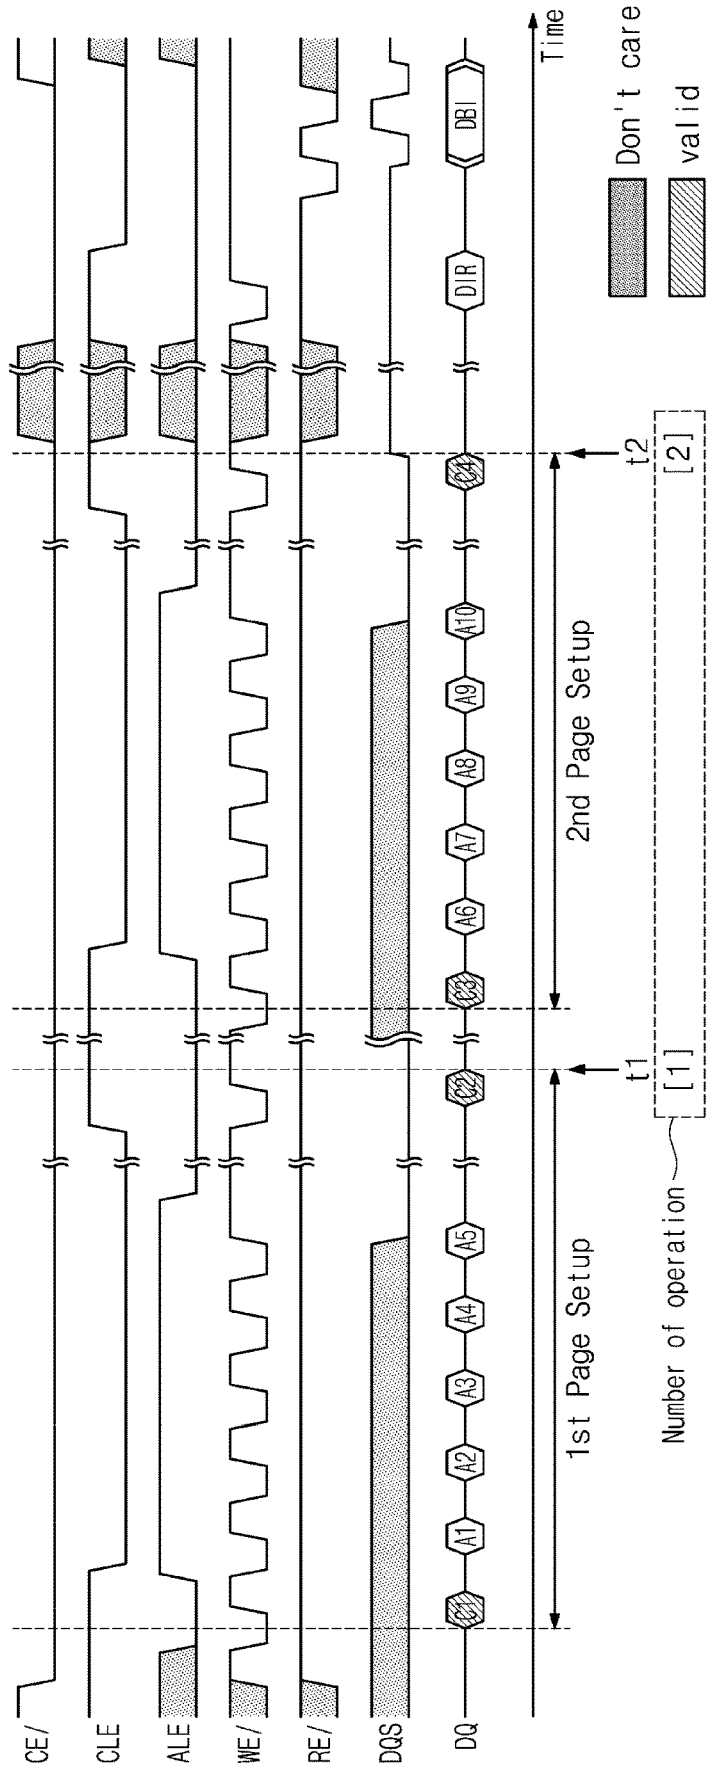 CE/
CLE
ALE
WE/
RE/
DQS
DQ
C1
A1
A2
A3
A4
A5
C2
C3
A6
A7
A8
A9
A10
C4
DIR
DBI
Time
1st Page Setup
2nd Page Setup
t1
t2
Number of operation
[1]
[2]
Don't care
valid